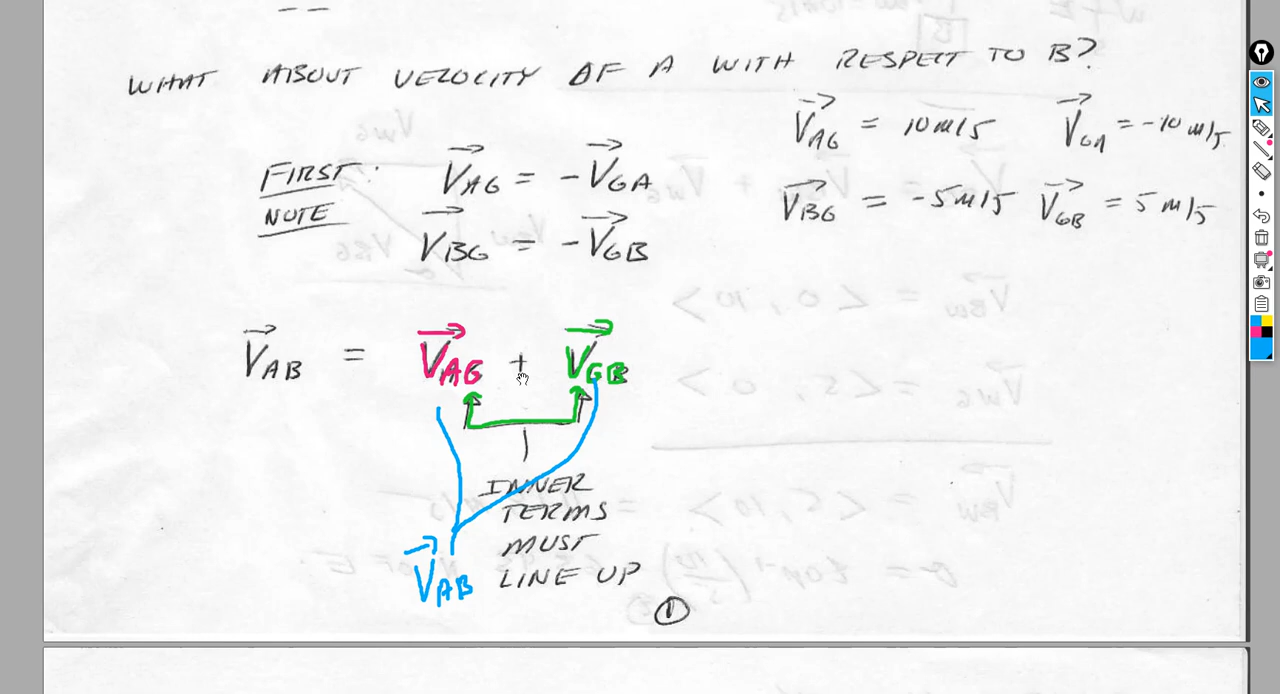 WHAT ABOUT VELOCITY OF A WITH RESPECT TO B?
V⃗AG = 10 m/s V⃗GA = -10 m/s
FIRST: V⃗AG = -V⃗GA
V⃗BG = -5 m/s V⃗GB = 5 m/s
NOTE V⃗BG = -V⃗GB
V⃗AB = V⃗AG + V⃗GB
INNER
TERMS
MUST
LINE UP
V⃗AB
1